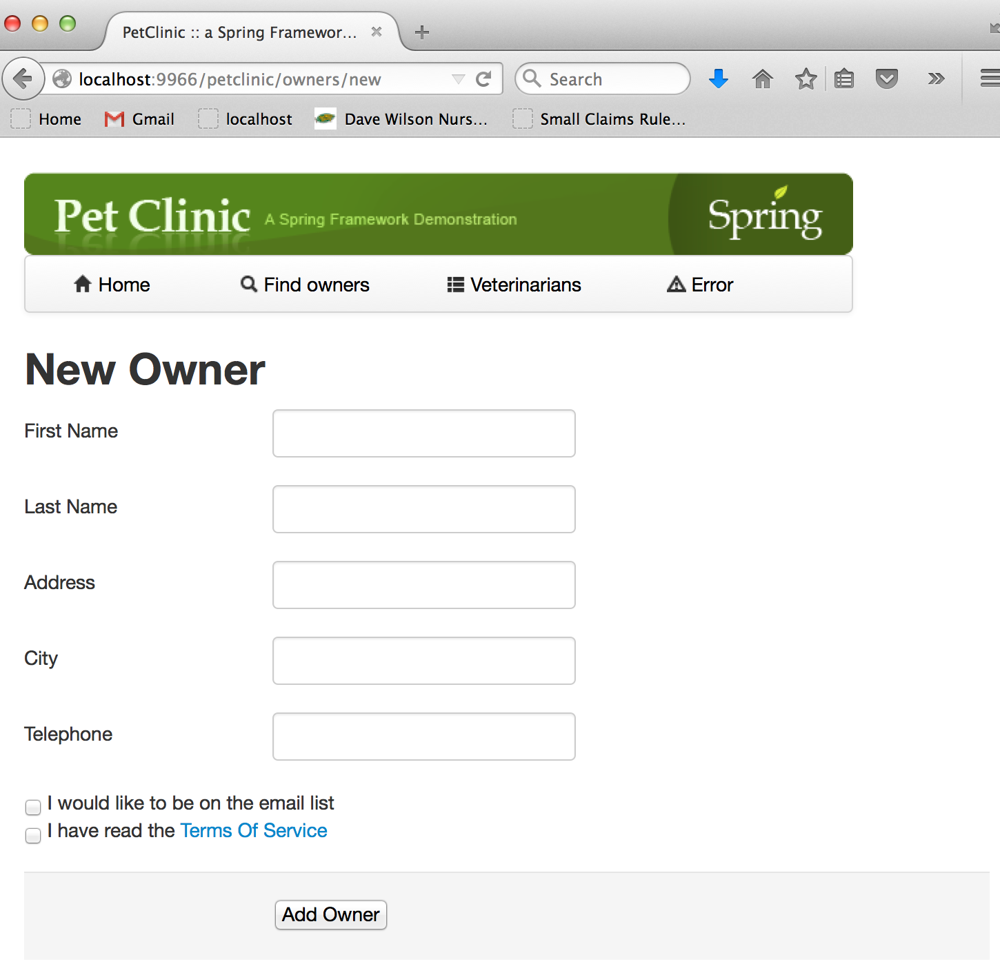 PetClinic :: a Spring Framewor...
localhost:9966/petclinic/owners/new
Search
Home
Gmail
localhost
Dave Wilson Nurs...
Small Claims Rule...
Pet Clinic A Spring Framework Demonstration
Spring
Home
Find owners
Veterinarians
Error
New Owner
First Name
Last Name
Address
City
Telephone
I would like to be on the email list
I have read the Terms Of Service
Add Owner